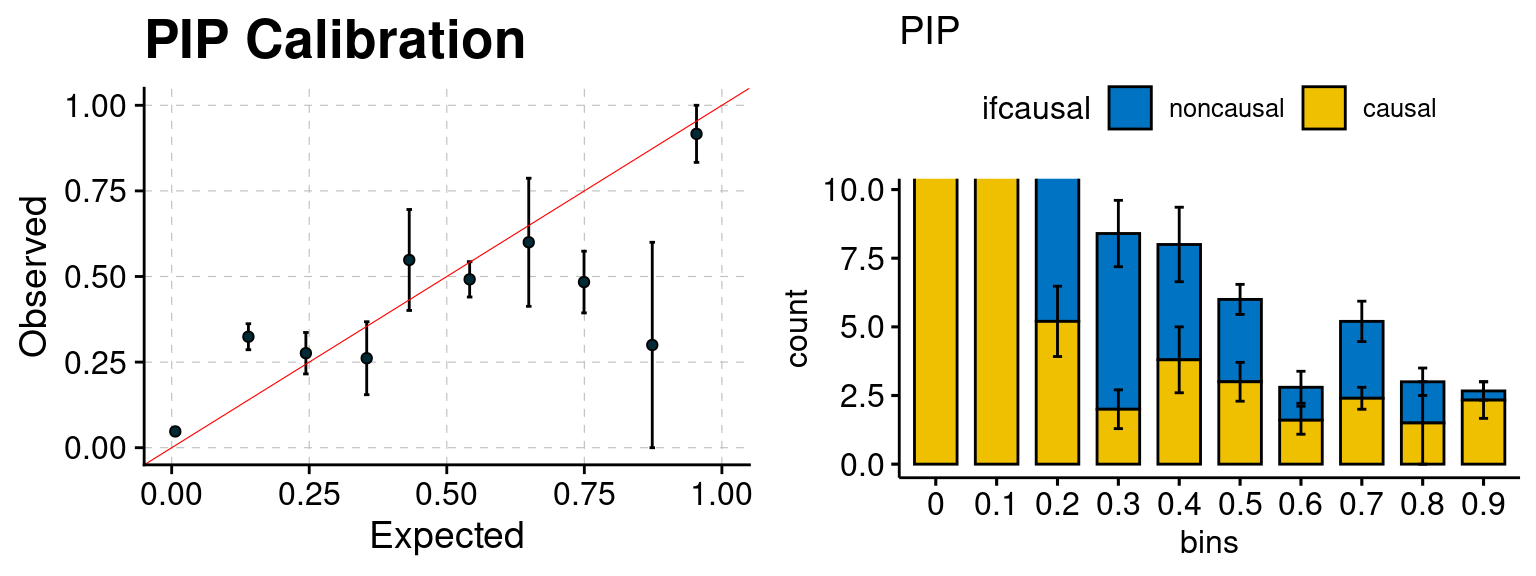 PIP Calibration
1.00
0.75
0.50
0.25
0.00
Observed
0.00 0.25 0.50 0.75 1.00
Expected
PIP
ifcausal noncausal causal
10.0
7.5
5.0
2.5
0.0
count
0 0.1 0.2 0.3 0.4 0.5 0.6 0.7 0.8 0.9
bins